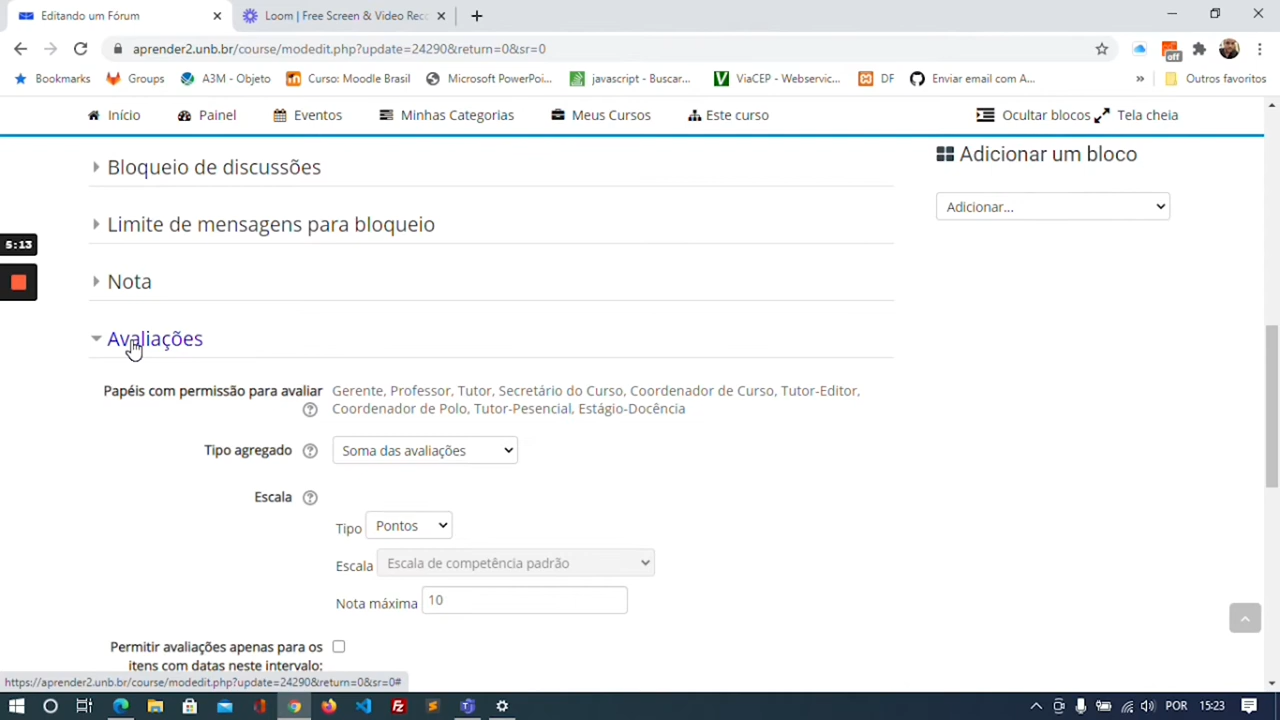 Editando um Fórum
Loom | Free Screen & Video Rec
aprender2.unb.br/course/modedit.php?update=24290&return=0&sr=0
off
Bookmarks
Groups
A3M - Objeto
Curso: Moodle Brasil
Microsoft PowerPoi...
javascript - Buscar...
ViaCEP - Webservic...
DF
Enviar email com A...
»
Outros favoritos
Início
Painel
Eventos
Minhas Categorias
Meus Cursos
Este curso
Ocultar blocos
Tela cheia
Bloqueio de discussões
Adicionar um bloco
Adicionar...
Limite de mensagens para bloqueio
5:13
Nota
Avaliações
Papéis com permissão para avaliar
Gerente, Professor, Tutor, Secretário do Curso, Coordenador de Curso, Tutor-Editor,
Coordenador de Polo, Tutor-Pesencial, Estágio-Docência
Tipo agregado
Soma das avaliações
Escala
Tipo Pontos
Escala Escala de competência padrão
Nota máxima 10
Permitir avaliações apenas para os
itens com datas neste intervalo:
https://aprender2.unb.br/course/modedit.php?update=24290&return=0&sr=0#
POR
15:23